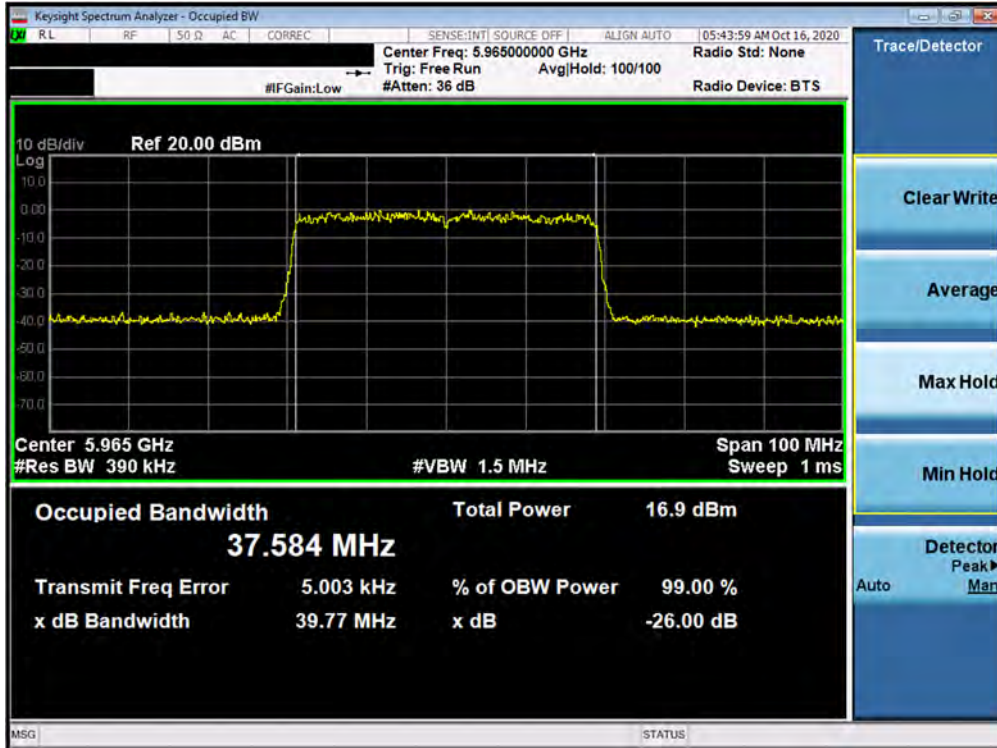 Keysight Spectrum Analyzer - Occupied BW
LXI RL RF 50 Ω AC CORREC SENSE:INT SOURCE OFF ALIGN AUTO 05:43:59 AM Oct 16, 2020
Center Freq: 5.965000000 GHz Radio Std: None
Trig: Free Run Avg|Hold: 100/100
#IFGain:Low #Atten: 36 dB Radio Device: BTS
10 dB/div Ref 20.00 dBm
Log
10.0
0.00
-10.0
-20.0
-30.0
-40.0
-50.0
-60.0
-70.0
Center 5.965 GHz Span 100 MHz
#Res BW 390 kHz #VBW 1.5 MHz Sweep 1 ms
Occupied Bandwidth Total Power 16.9 dBm
37.584 MHz
Transmit Freq Error 5.003 kHz % of OBW Power 99.00 %
x dB Bandwidth 39.77 MHz x dB -26.00 dB
MSG STATUS
Trace/Detector
Clear Write
Average
Max Hold
Min Hold
Detector
Peak▶
Auto Man